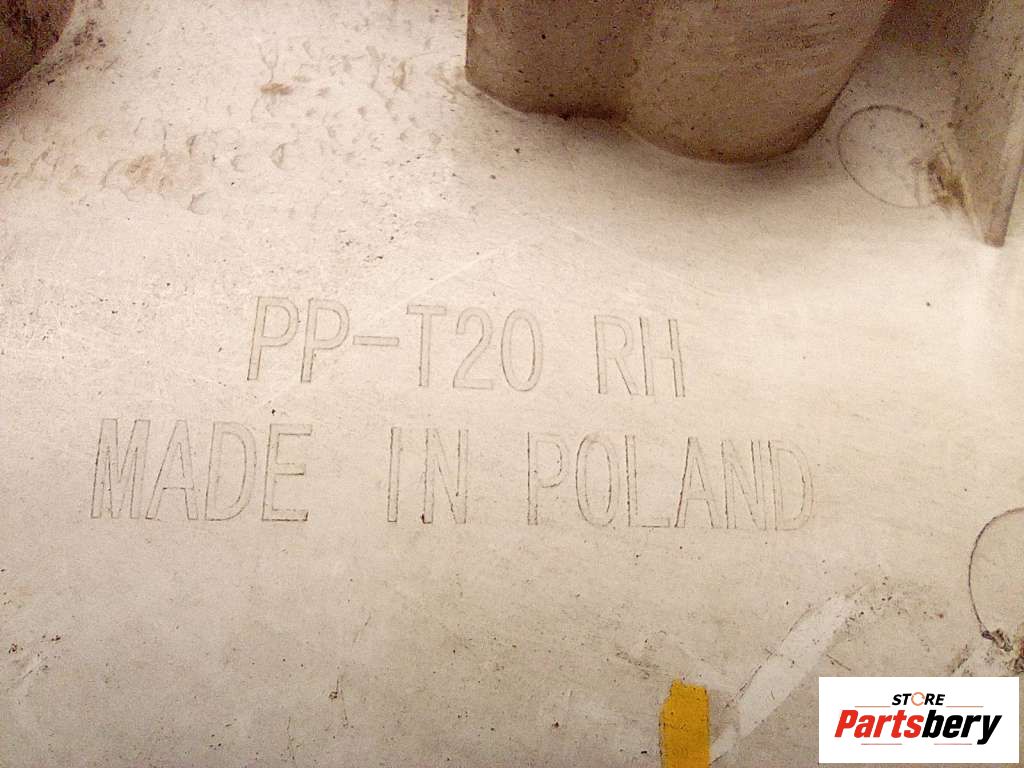 PP-T20 RH
MADE IN POLAND
STORE
Partsbery